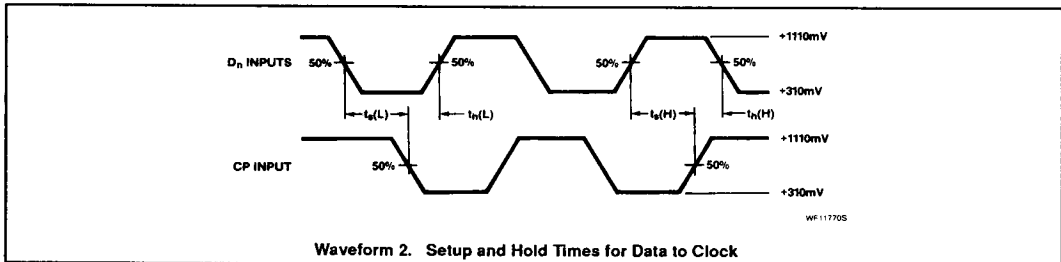 +1110mV
Dn INPUTS 50% 50% 50% 50%
+310mV
ts(L) th(L) ts(H) th(H)
+1110mV
CP INPUT 50% 50%
+310mV
WF11770S
Waveform 2. Setup and Hold Times for Data to Clock